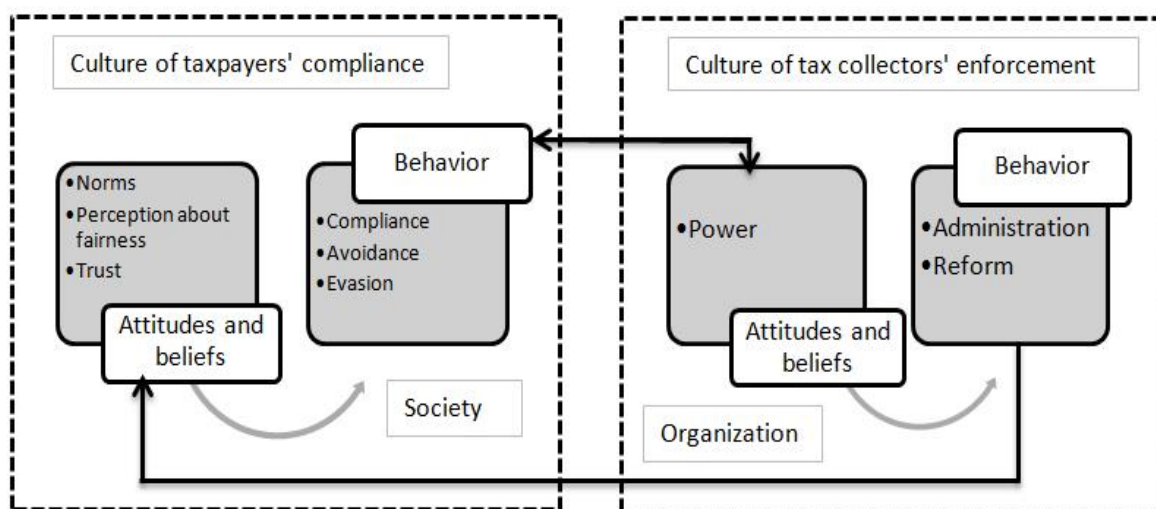 Culture of taxpayers' compliance
Behavior
•Norms
•Perception about
fairness
•Trust
•Compliance
•Avoidance
•Evasion
Attitudes and
beliefs
Society
Culture of tax collectors' enforcement
Behavior
•Power
•Administration
•Reform
Attitudes and
beliefs
Organization